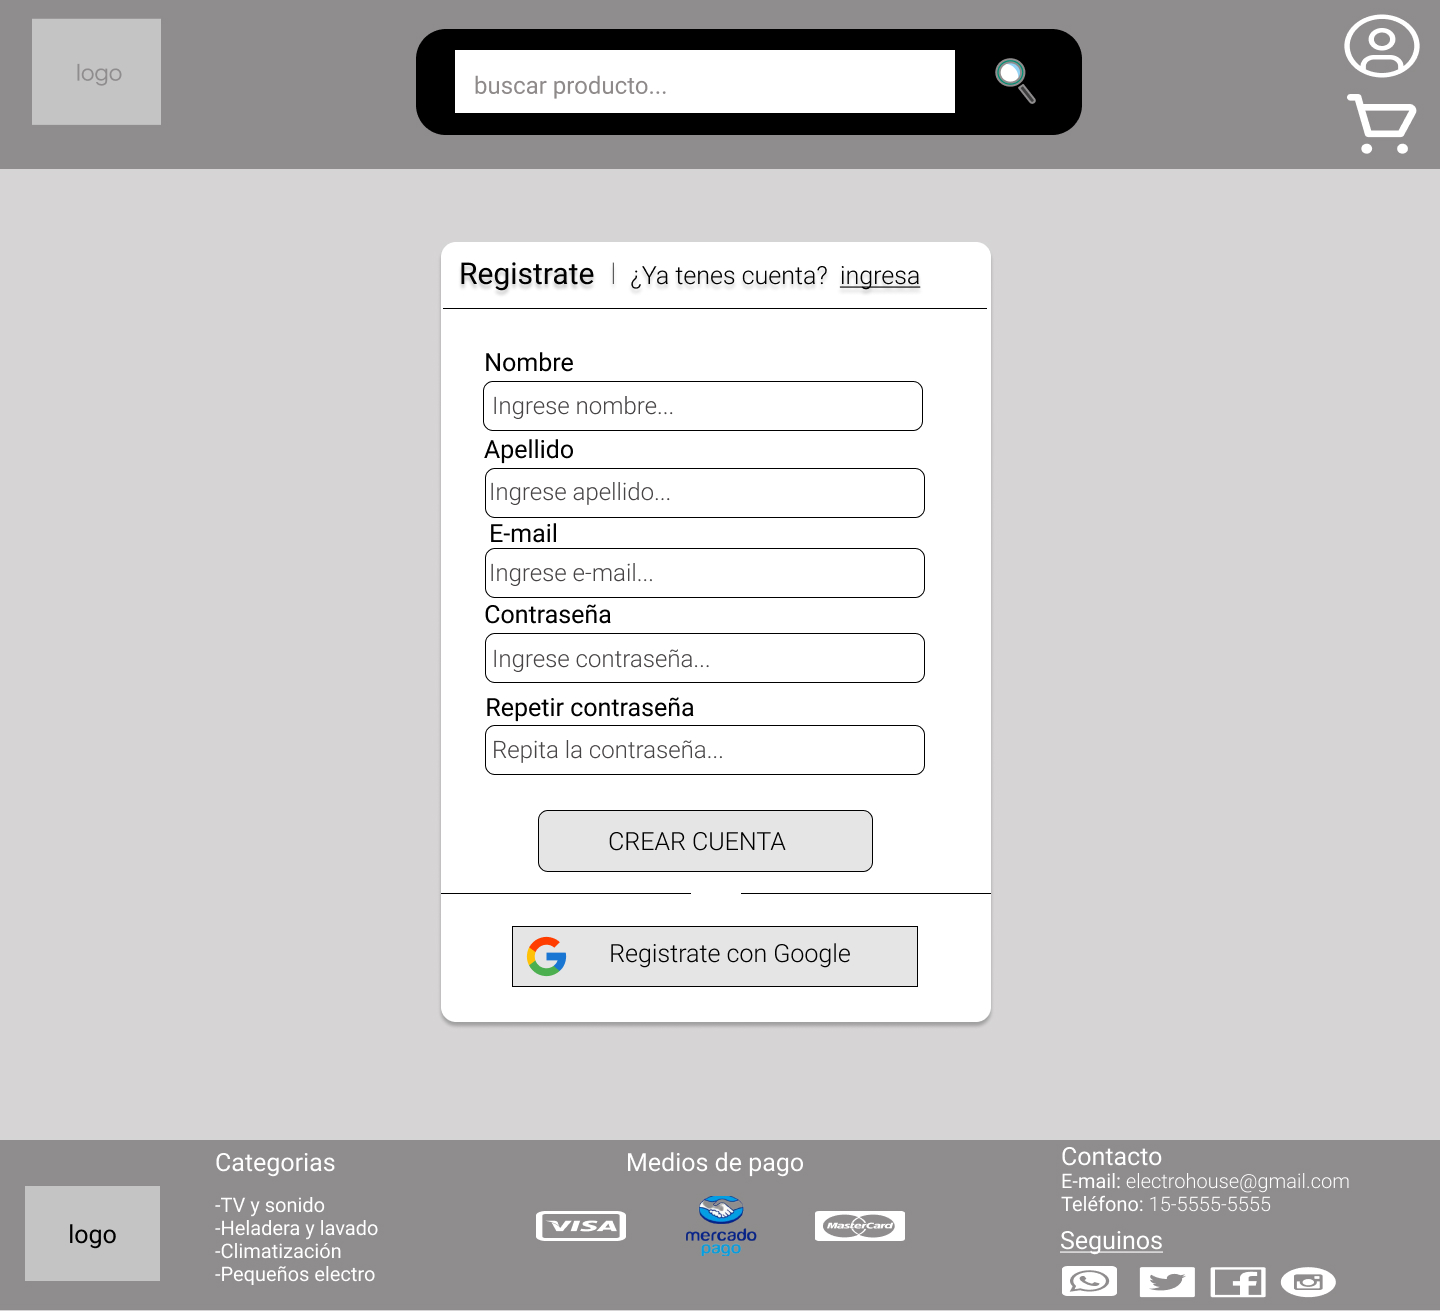 logo
buscar producto...
Registrate | ¿Ya tenes cuenta? ingresa
Nombre
Ingrese nombre...
Apellido
Ingrese apellido...
E-mail
Ingrese e-mail...
Contraseña
Ingrese contraseña...
Repetir contraseña
Repita la contraseña...
CREAR CUENTA
Registrate con Google
logo
Categorias
-TV y sonido
-Heladera y lavado
-Climatización
-Pequeños electro
Medios de pago
VISA
mercado
pago
MasterCard
Contacto
E-mail: electrohouse@gmail.com
Teléfono: 15-5555-5555
Seguinos